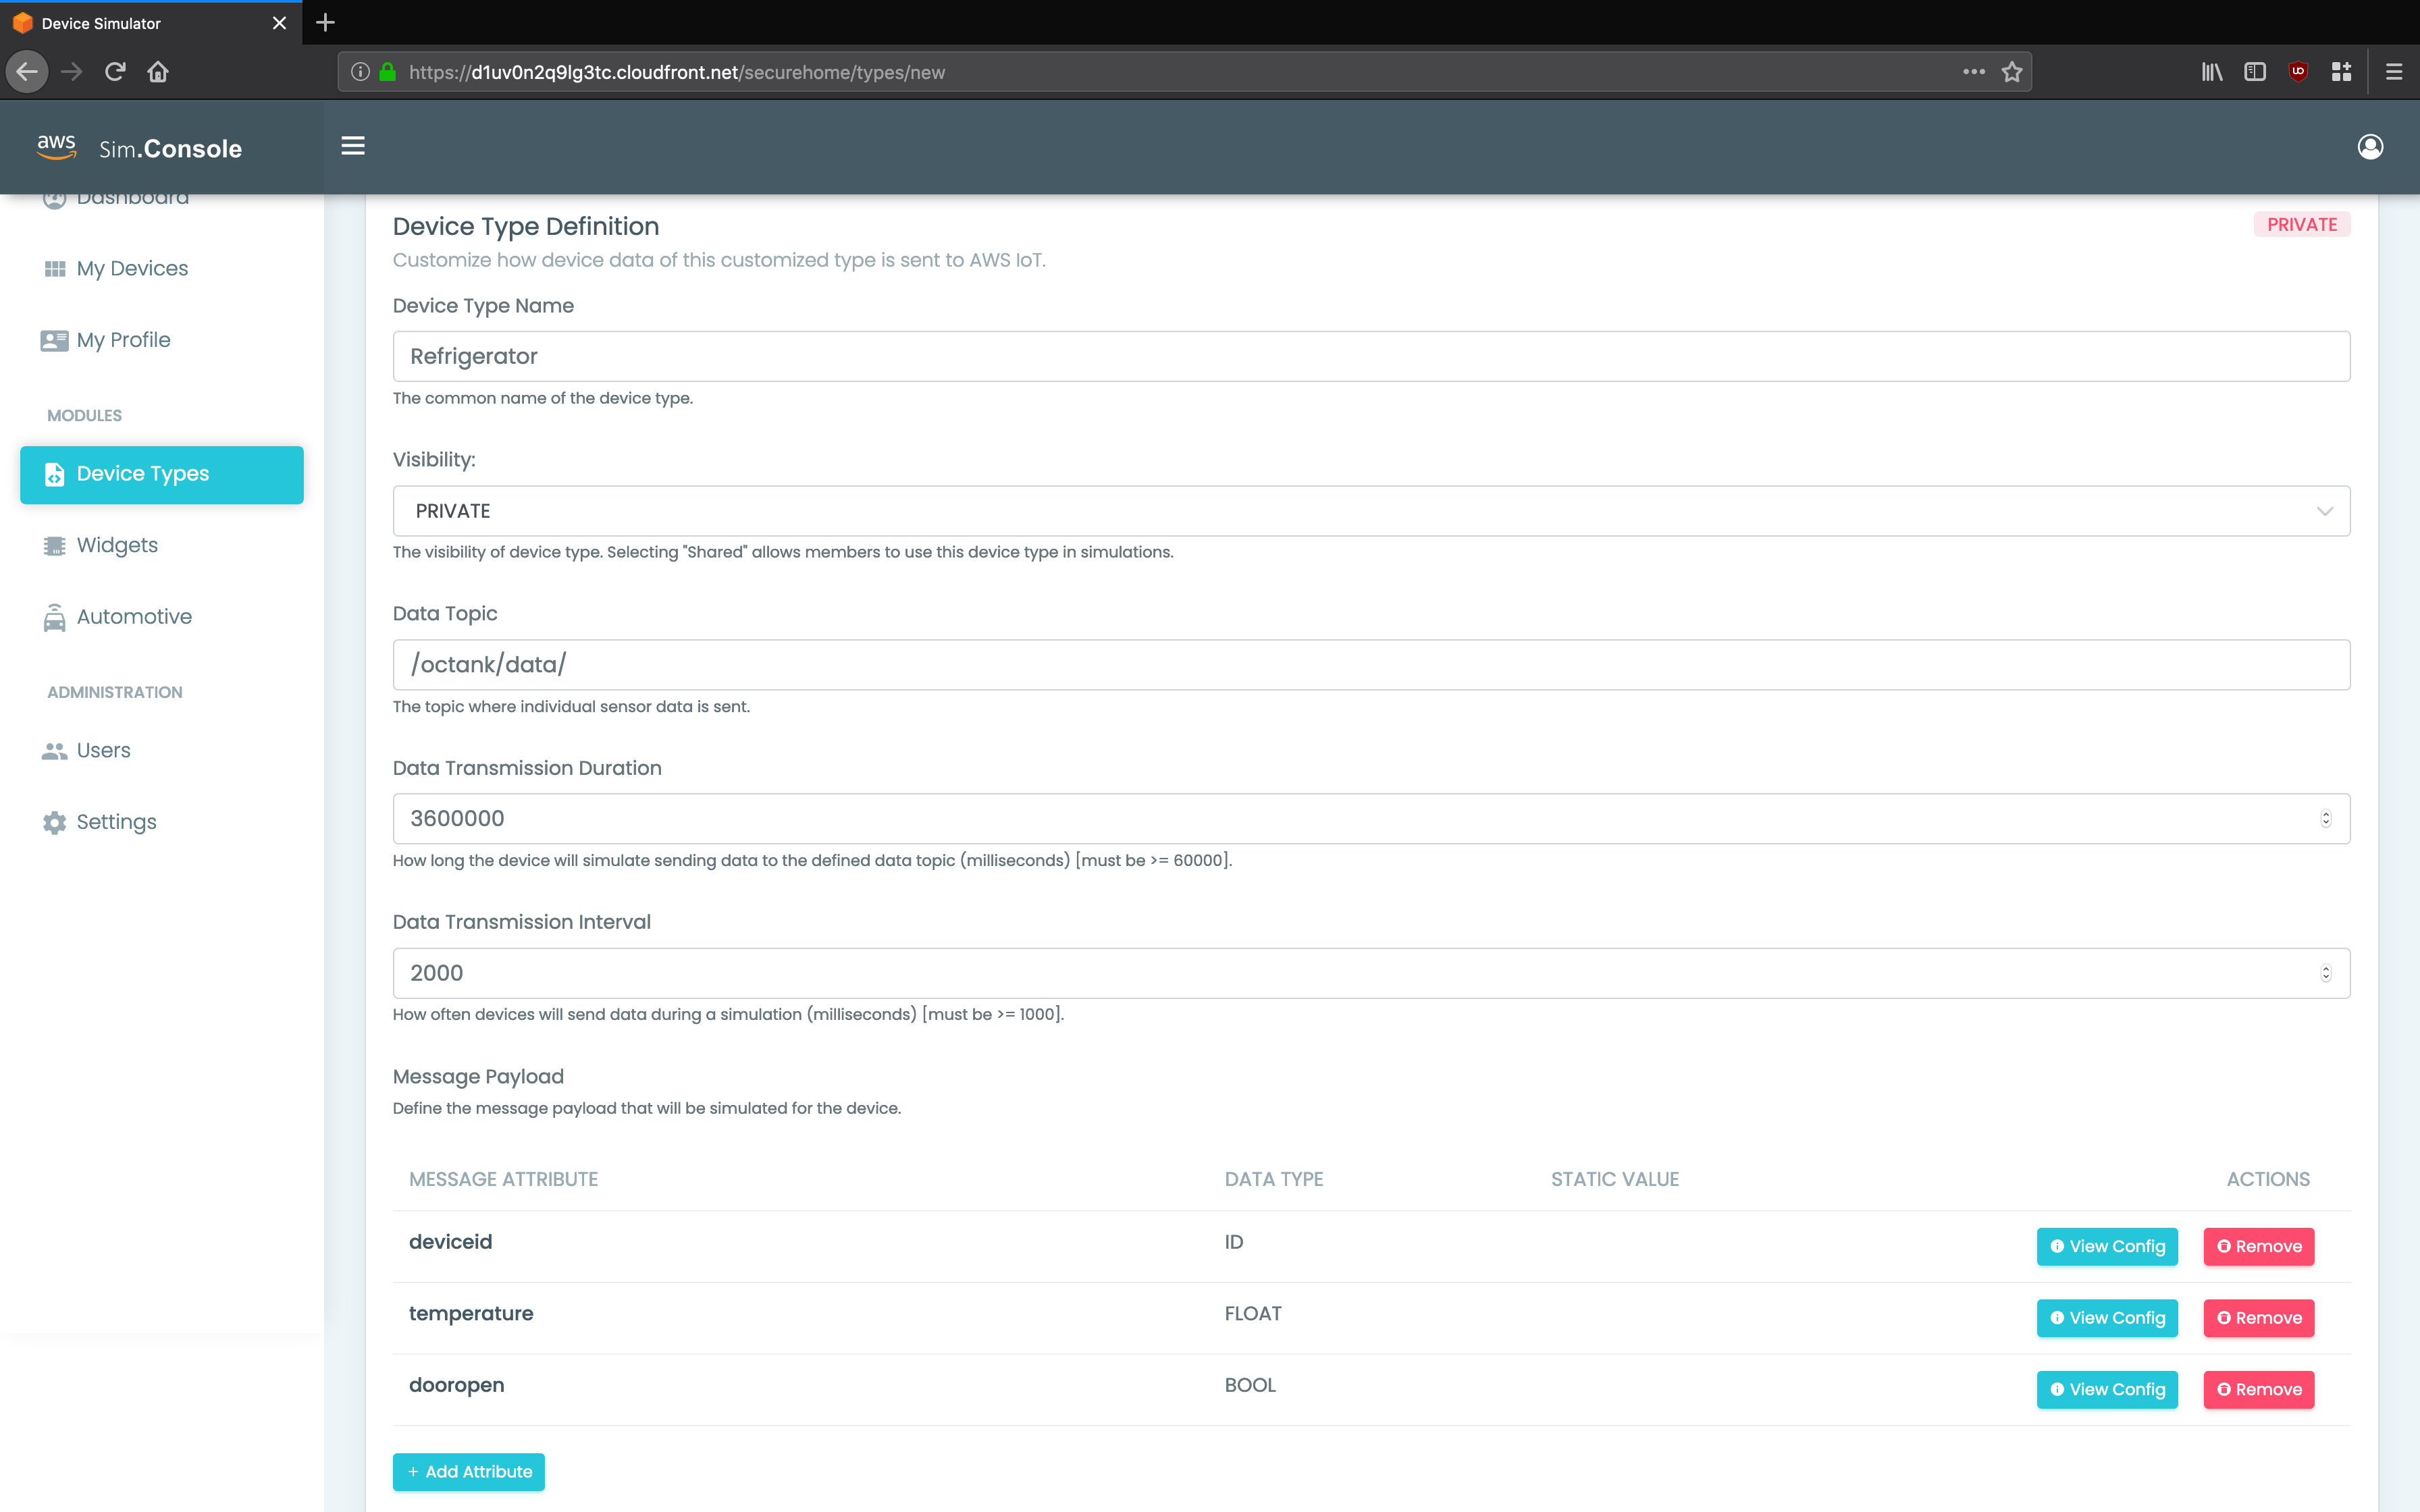 Device Simulator
https://d1uv0n2q9lg3tc.cloudfront.net/securehome/types/new
aws Sim.Console
Dashboard
My Devices
My Profile
MODULES
Device Types
Widgets
Automotive
ADMINISTRATION
Users
Settings
Device Type Definition
PRIVATE
Customize how device data of this customized type is sent to AWS IoT.
Device Type Name
Refrigerator
The common name of the device type.
Visibility:
PRIVATE
The visibility of device type. Selecting "Shared" allows members to use this device type in simulations.
Data Topic
/octank/data/
The topic where individual sensor data is sent.
Data Transmission Duration
3600000
How long the device will simulate sending data to the defined data topic (milliseconds) [must be >= 60000].
Data Transmission Interval
2000
How often devices will send data during a simulation (milliseconds) [must be >= 1000].
Message Payload
Define the message payload that will be simulated for the device.
MESSAGE ATTRIBUTE DATA TYPE STATIC VALUE ACTIONS
deviceid ID View Config Remove
temperature FLOAT View Config Remove
dooropen BOOL View Config Remove
+ Add Attribute